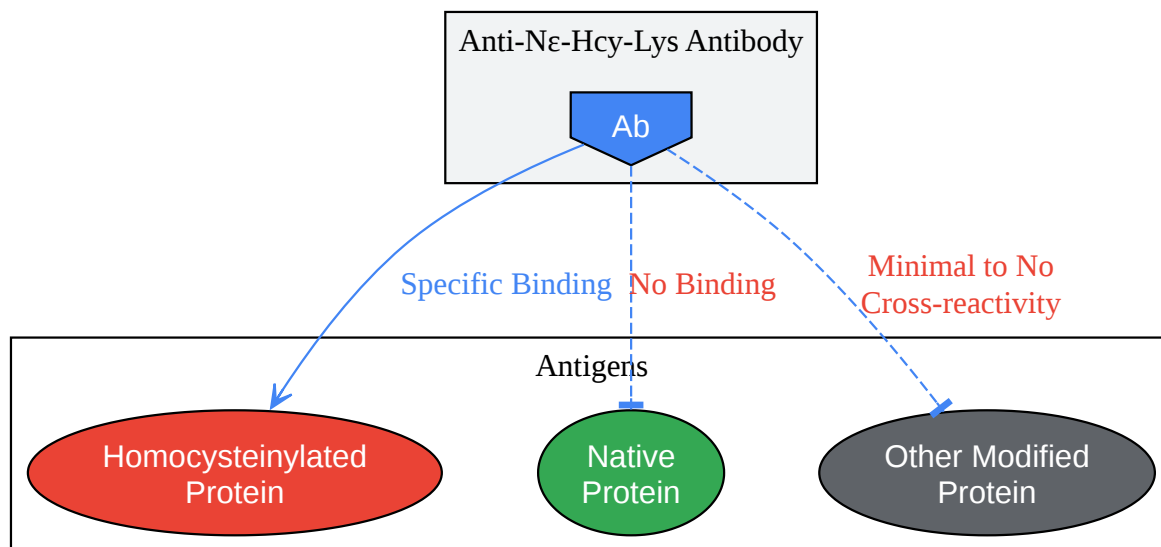 Anti-Nε-Hcy-Lys Antibody
Ab
Specific Binding
No Binding
Minimal to No
Cross-reactivity
Antigens
Homocysteinylated
Protein
Native
Protein
Other Modified
Protein